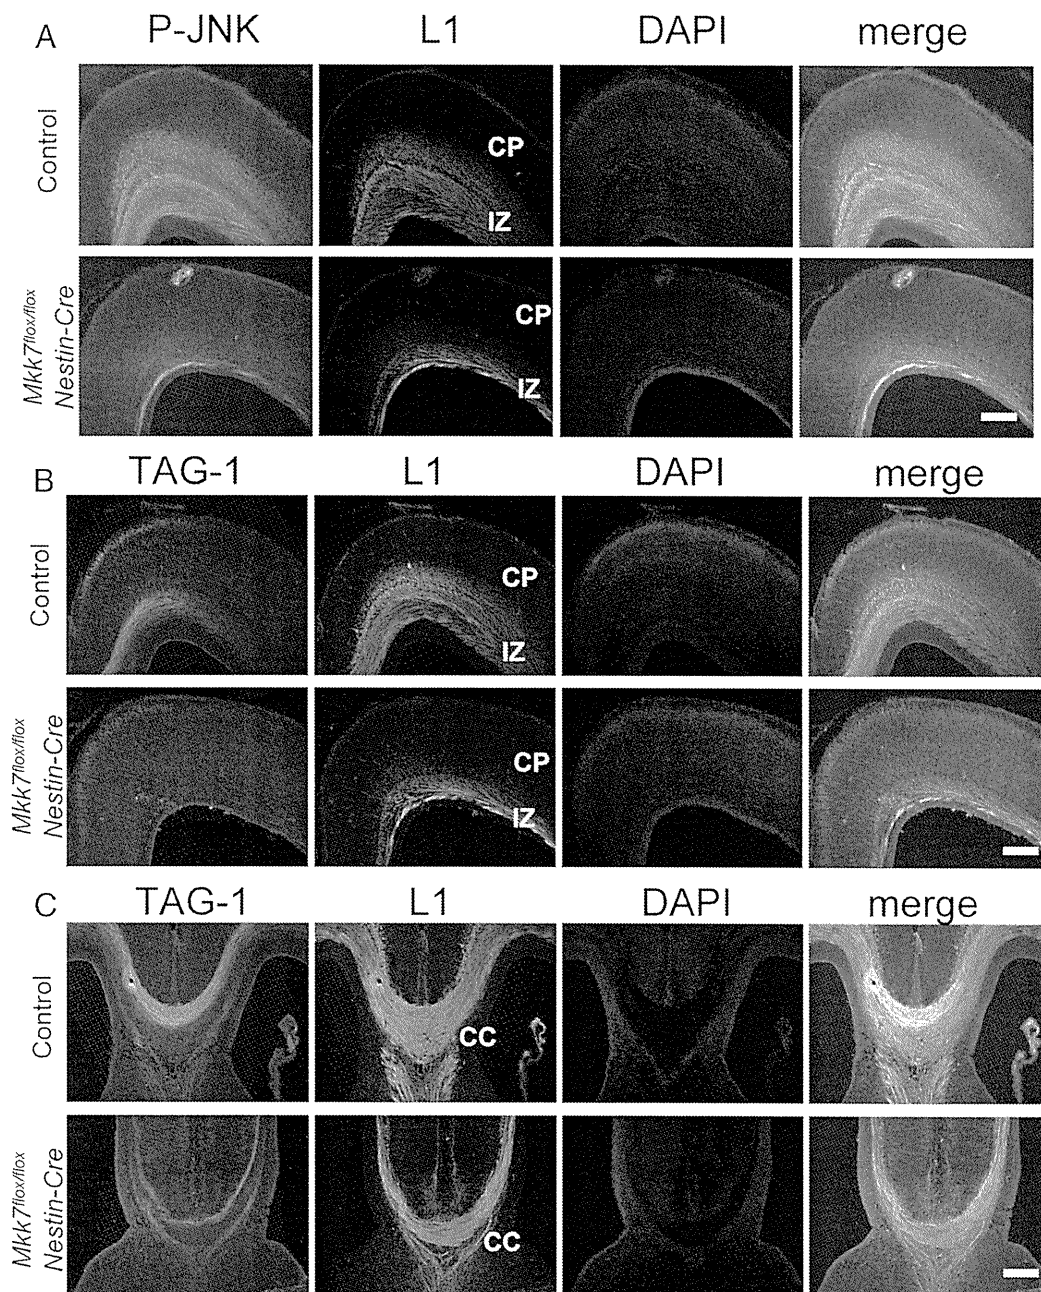 A P-JNK L1 DAPI merge
Control
CP
IZ
Mkk7flox/flox
Nestin-Cre
CP
IZ
B TAG-1 L1 DAPI merge
Control
CP
IZ
Mkk7flox/flox
Nestin-Cre
CP
IZ
C TAG-1 L1 DAPI merge
Control
CC
Mkk7flox/flox
Nestin-Cre
CC